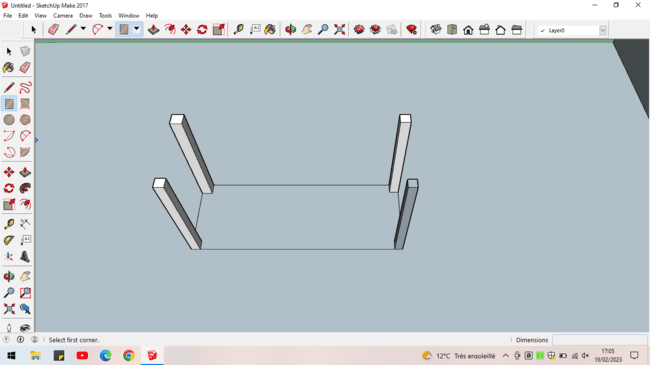 Untitled - SketchUp Make 2017
File Edit View Camera Draw Tools Window Help
Layer0
Select first corner.
Dimensions
12°C Très ensoleillé
17:05
19/02/2023